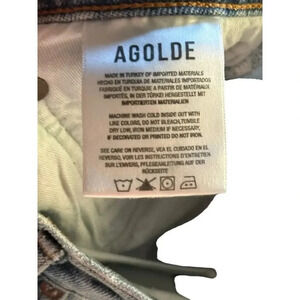 AGOLDE
MADE IN TURKEY OF IMPORTED MATERIALS
HECHO EN TURQUIA DE MATERIALES IMPORTADOS
FABRIQUÉ EN TURQUIE A PARTIR DE MATÉRIAUX
IMPORTÉS, IN DER TÜRKEI HERGESTELLT MIT
IMPORTIERTEN MATERIALIEN
MACHINE WASH COLD INSIDE OUT WITH
LIKE COLORS, DO NOT BLEACH, TUMBLE
DRY LOW, IRON MEDIUM IF NECESSARY,
IF DECORATED OR PRINTED DO NOT IRON.
SEE CARE ON REVERSE, VEA EL CUIDADO EN EL
REVERSO, VOIR LES INSTRUCTIONS D'ENTRETIEN
SUR L'ENVERS, PFLEGEANLEITUNG AUF DER
RÜCKSEITE